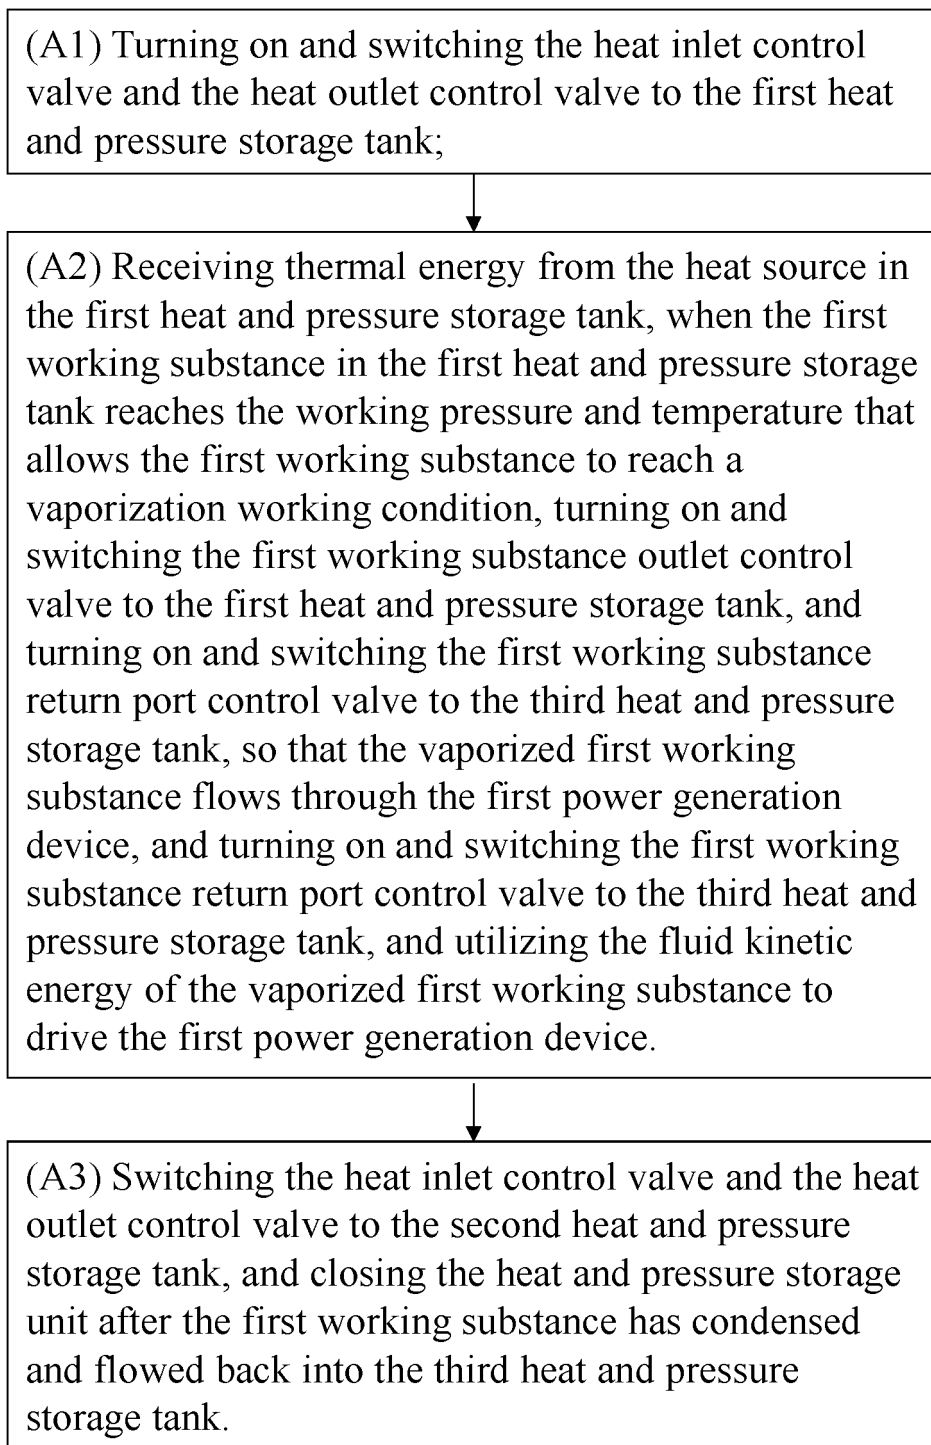 (A1) Turning on and switching the heat inlet control
valve and the heat outlet control valve to the first heat
and pressure storage tank;
(A2) Receiving thermal energy from the heat source in
the first heat and pressure storage tank, when the first
working substance in the first heat and pressure storage
tank reaches the working pressure and temperature that
allows the first working substance to reach a
vaporization working condition, turning on and
switching the first working substance outlet control
valve to the first heat and pressure storage tank, and
turning on and switching the first working substance
return port control valve to the third heat and pressure
storage tank, so that the vaporized first working
substance flows through the first power generation
device, and turning on and switching the first working
substance return port control valve to the third heat and
pressure storage tank, and utilizing the fluid kinetic
energy of the vaporized first working substance to
drive the first power generation device.
(A3) Switching the heat inlet control valve and the heat
outlet control valve to the second heat and pressure
storage tank, and closing the heat and pressure storage
unit after the first working substance has condensed
and flowed back into the third heat and pressure
storage tank.